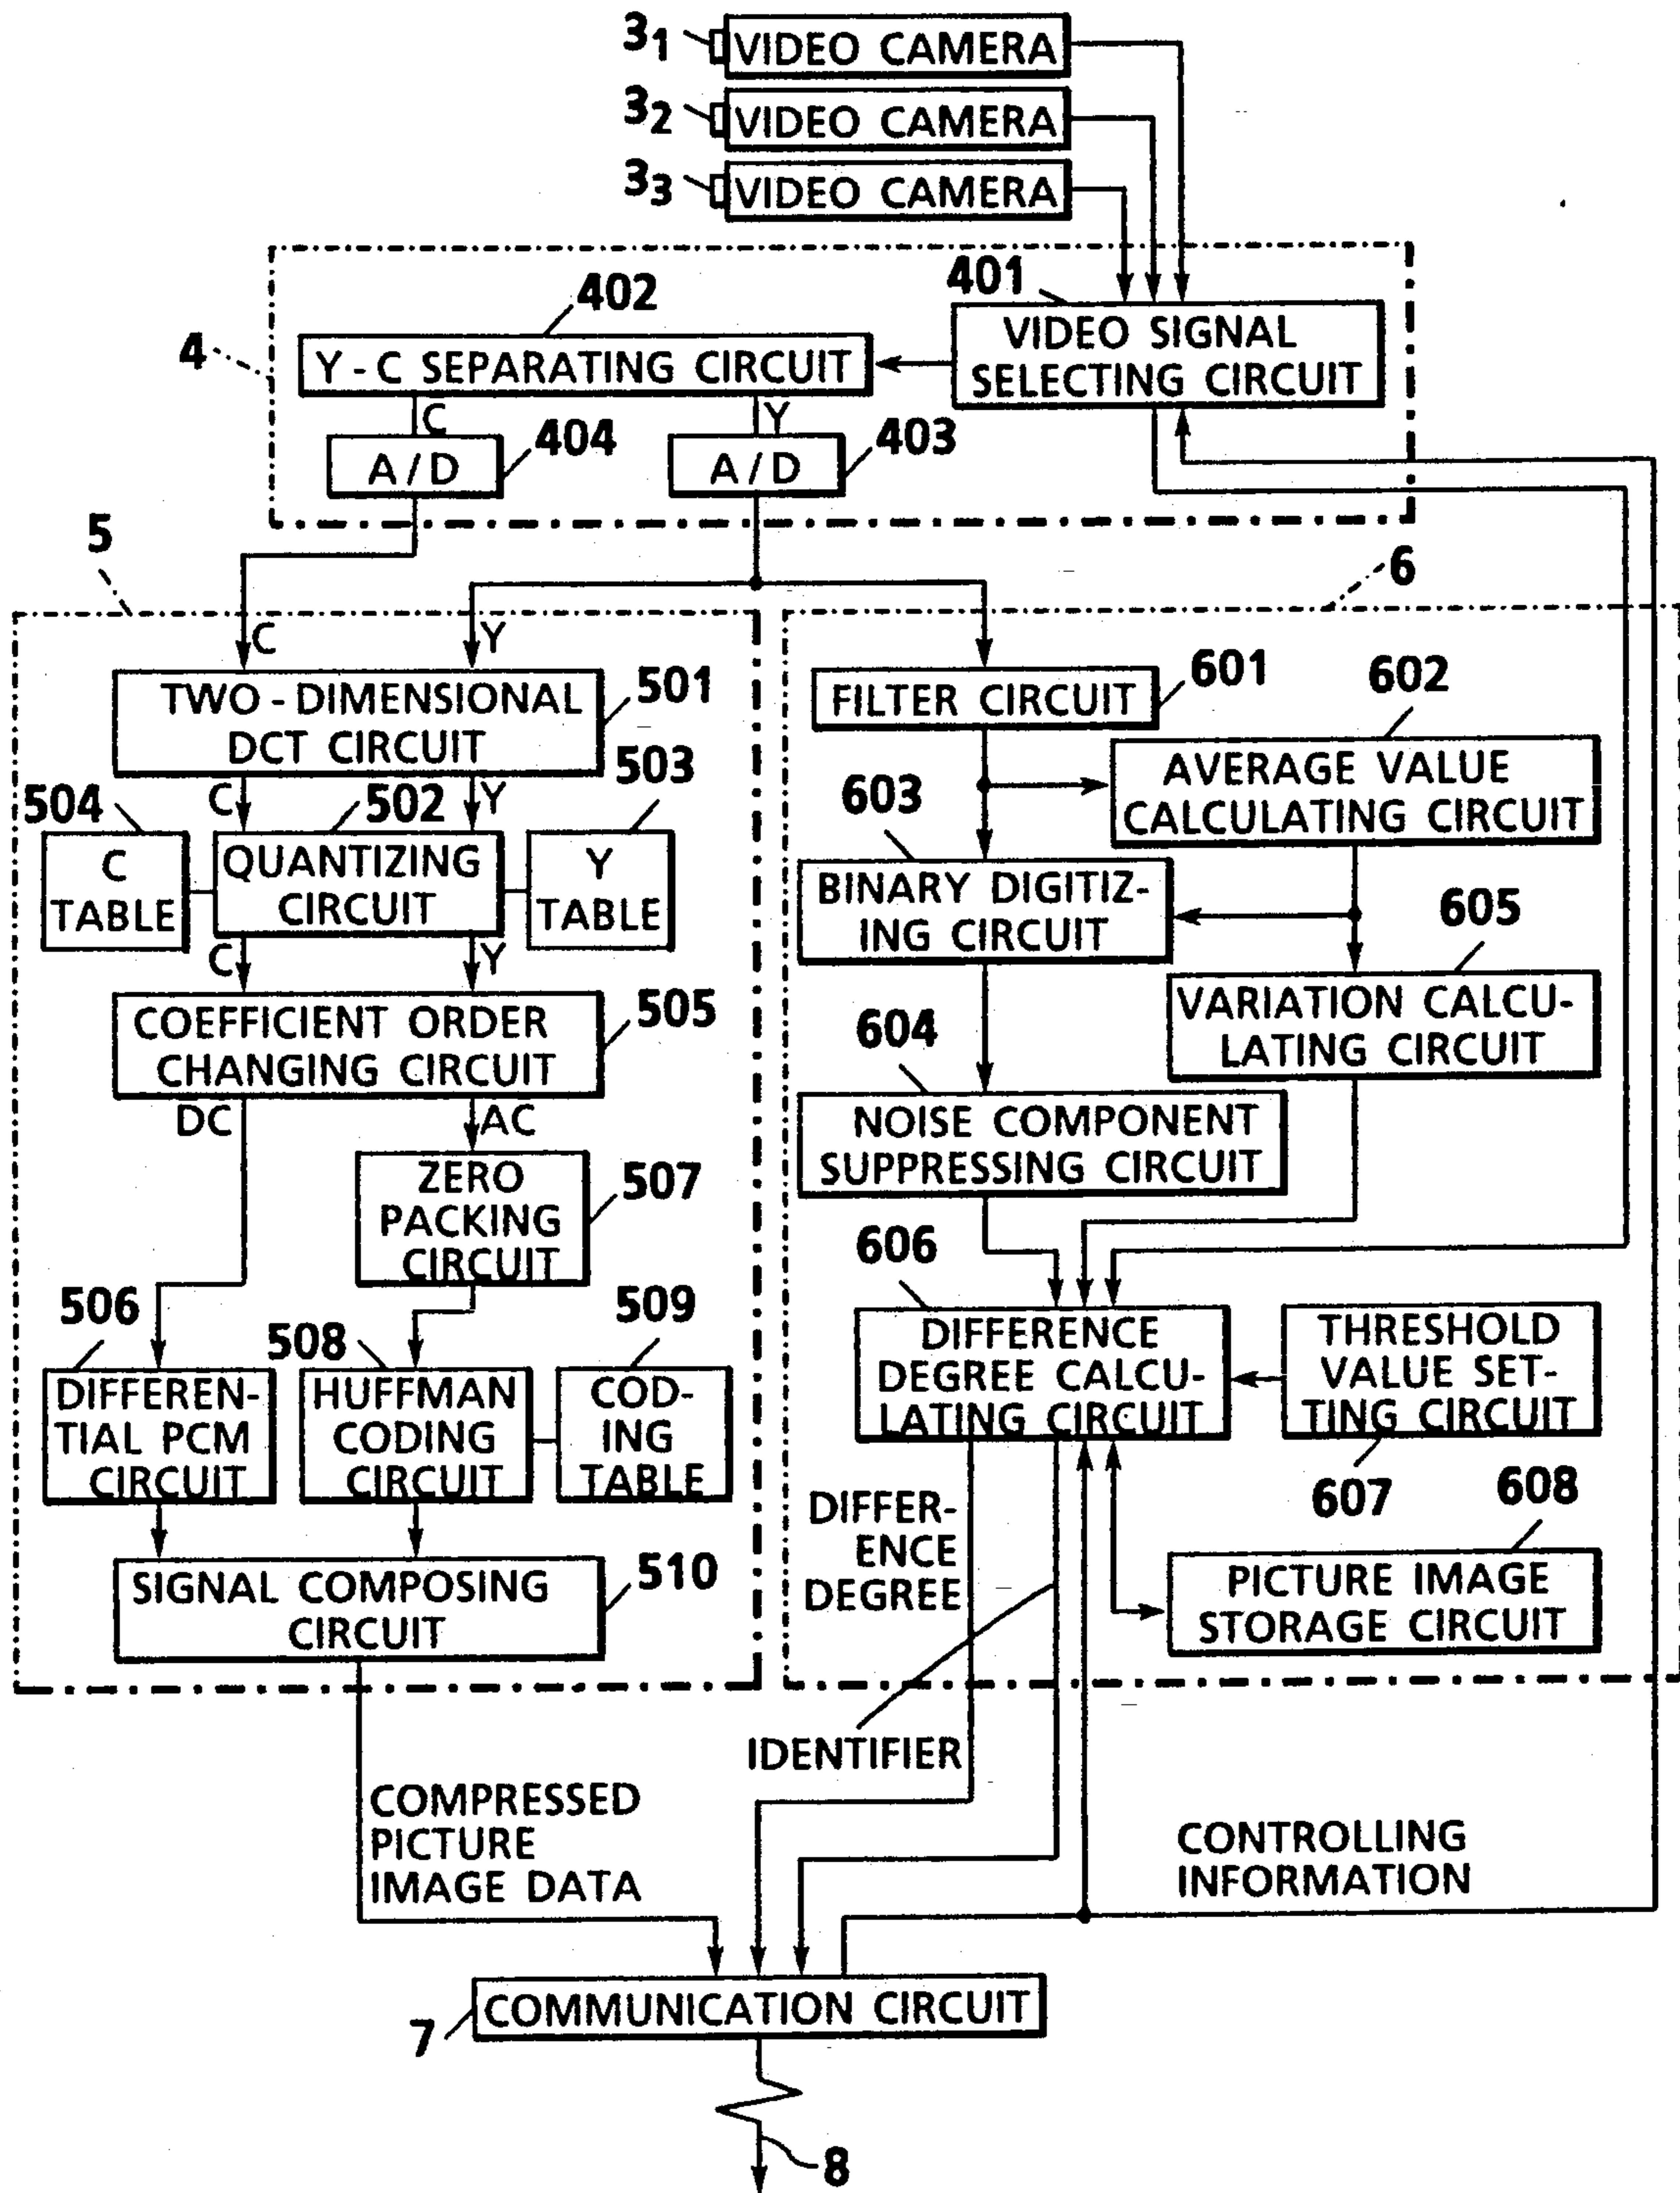 3₁ VIDEO CAMERA
3₂ VIDEO CAMERA
3₃ VIDEO CAMERA
401
402
VIDEO SIGNAL
SELECTING CIRCUIT
4
Y - C SEPARATING CIRCUIT
C
Y
A / D
404
A / D
403
5
6
C
Y
TWO - DIMENSIONAL
DCT CIRCUIT
501
C
Y
504
502
503
C
TABLE
QUANTIZING
CIRCUIT
Y
TABLE
C
Y
COEFFICIENT ORDER
CHANGING CIRCUIT
505
DC
AC
ZERO
PACKING
CIRCUIT
507
506
508
509
DIFFEREN-
TIAL PCM
CIRCUIT
HUFFMAN
CODING
CIRCUIT
COD-
ING
TABLE
SIGNAL COMPOSING
CIRCUIT
510
FILTER CIRCUIT
601
602
AVERAGE VALUE
CALCULATING CIRCUIT
603
BINARY DIGITIZ-
ING CIRCUIT
605
VARIATION CALCU-
LATING CIRCUIT
604
NOISE COMPONENT
SUPPRESSING CIRCUIT
606
DIFFERENCE
DEGREE CALCU-
LATING CIRCUIT
THRESHOLD
VALUE SET-
TING CIRCUIT
607
608
PICTURE IMAGE
STORAGE CIRCUIT
DIFFER-
ENCE
DEGREE
IDENTIFIER
COMPRESSED
PICTURE
IMAGE DATA
CONTROLLING
INFORMATION
COMMUNICATION CIRCUIT
7
8